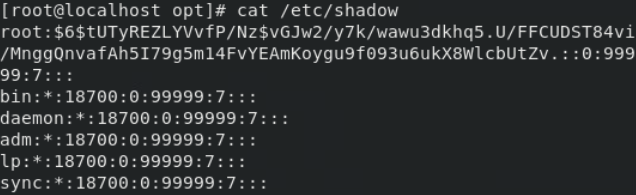 [root@localhost opt]# cat /etc/shadow
root:$6$tUTyREZLYVvfP/Nz$vGJw2/y7k/wawu3dkhq5.U/FFCUDST84vi
/MnggQnvafAh5I79g5m14FvYEAmKoygu9f093u6ukX8WlcbUtZv.::0:999
99:7:::
bin:*:18700:0:99999:7:::
daemon:*:18700:0:99999:7:::
adm:*:18700:0:99999:7:::
lp:*:18700:0:99999:7:::
sync:*:18700:0:99999:7:::